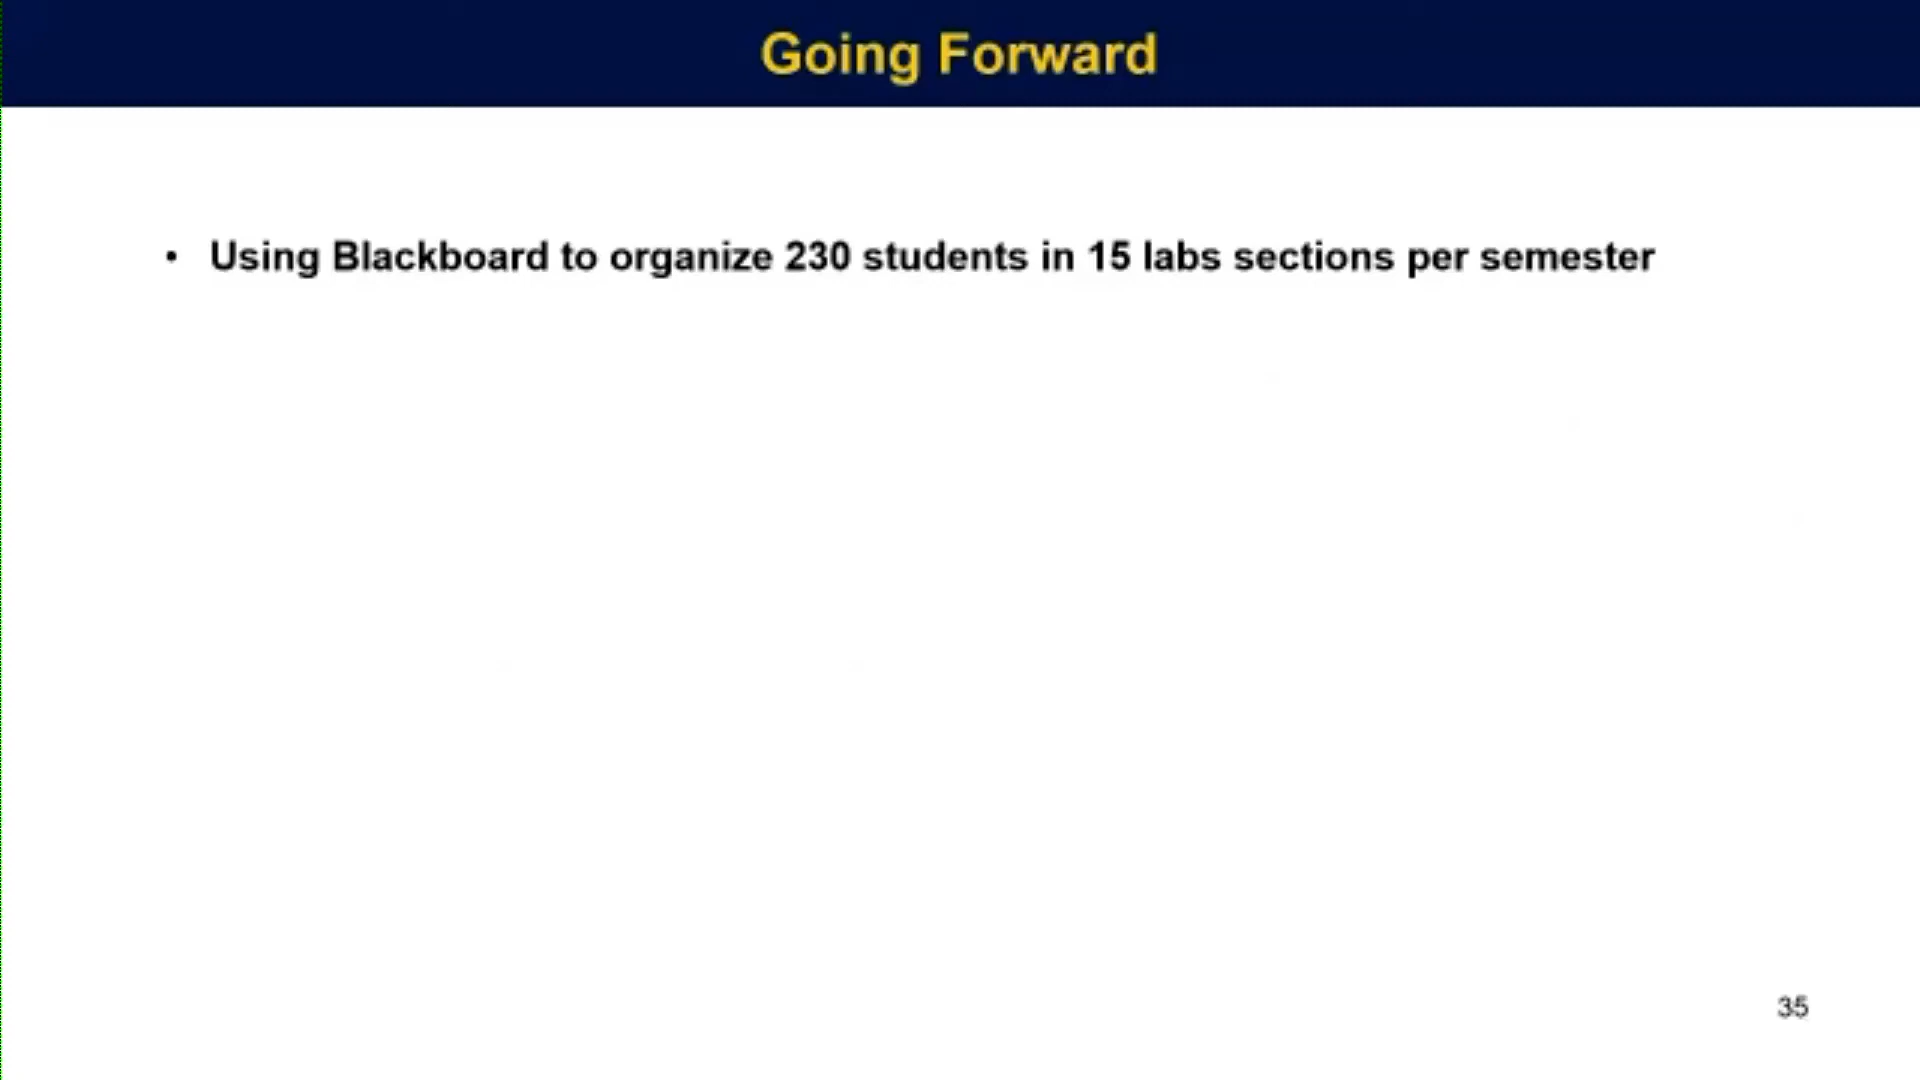 Going Forward
• Using Blackboard to organize 230 students in 15 labs sections per semester
35